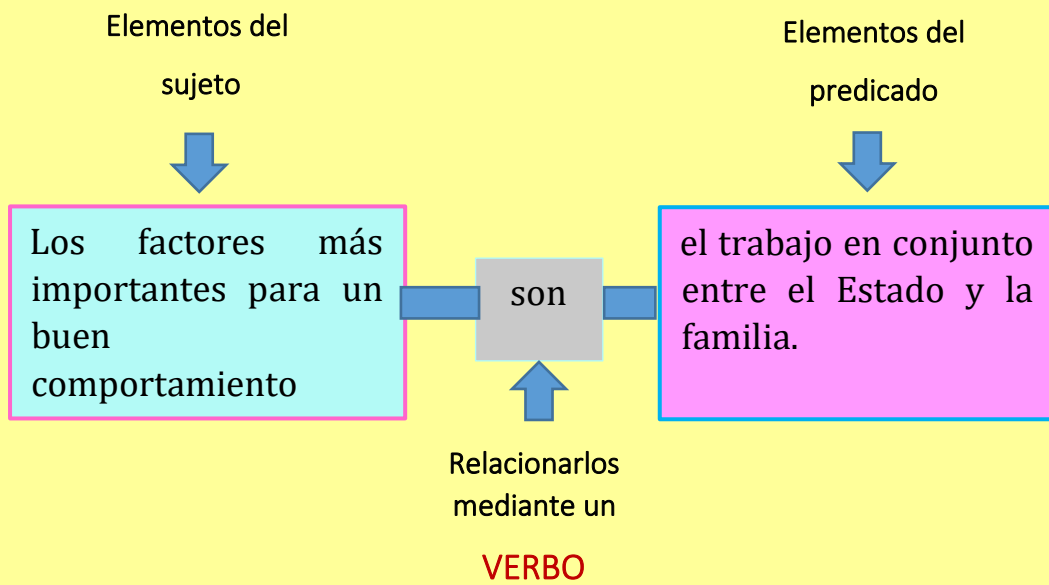 Elementos del
sujeto
Elementos del
predicado
Los factores más
importantes para un
buen
comportamiento
son
el trabajo en conjunto
entre el Estado y la
familia.
Relacionarlos
mediante un
VERBO